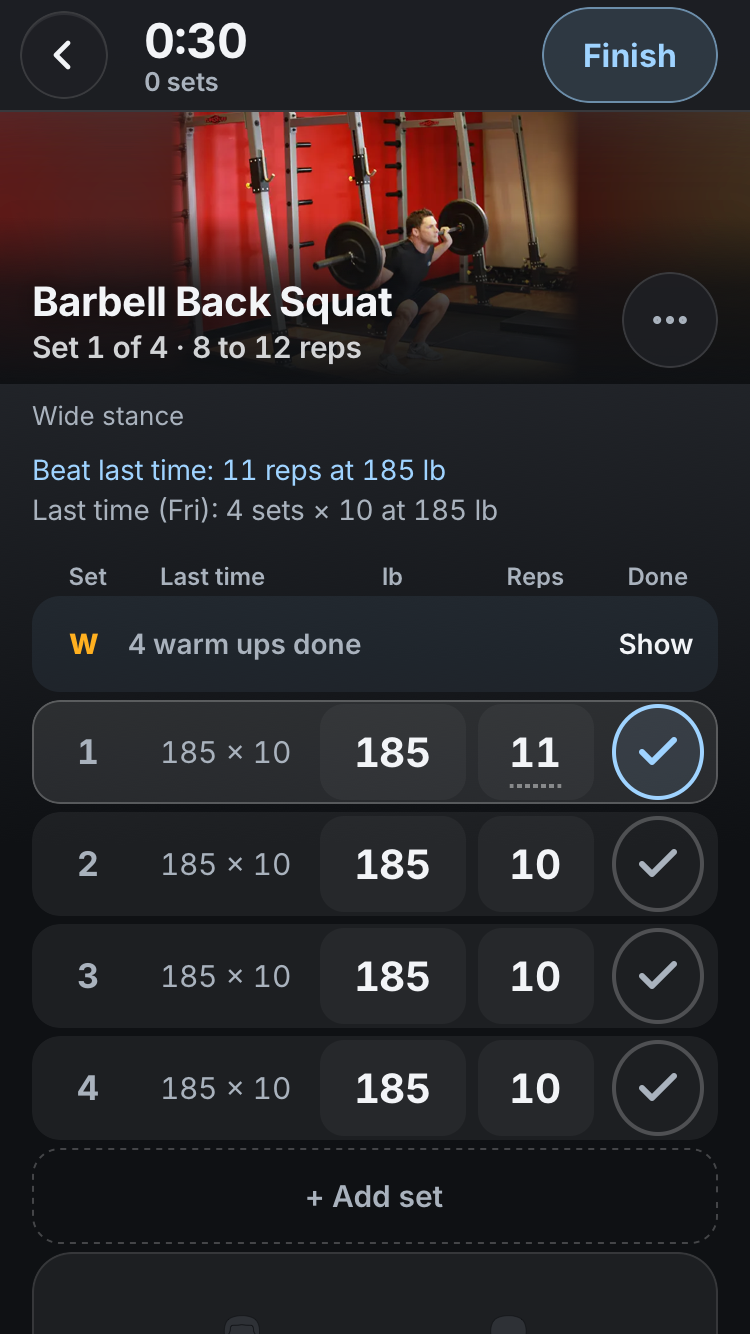 0:30
0 sets
Finish
Barbell Back Squat
Set 1 of 4 · 8 to 12 reps
Wide stance
Beat last time: 11 reps at 185 lb
Last time (Fri): 4 sets × 10 at 185 lb
Set Last time lb Reps Done
W 4 warm ups done Show
1 185 × 10 185 11
2 185 × 10 185 10
3 185 × 10 185 10
4 185 × 10 185 10
+ Add set